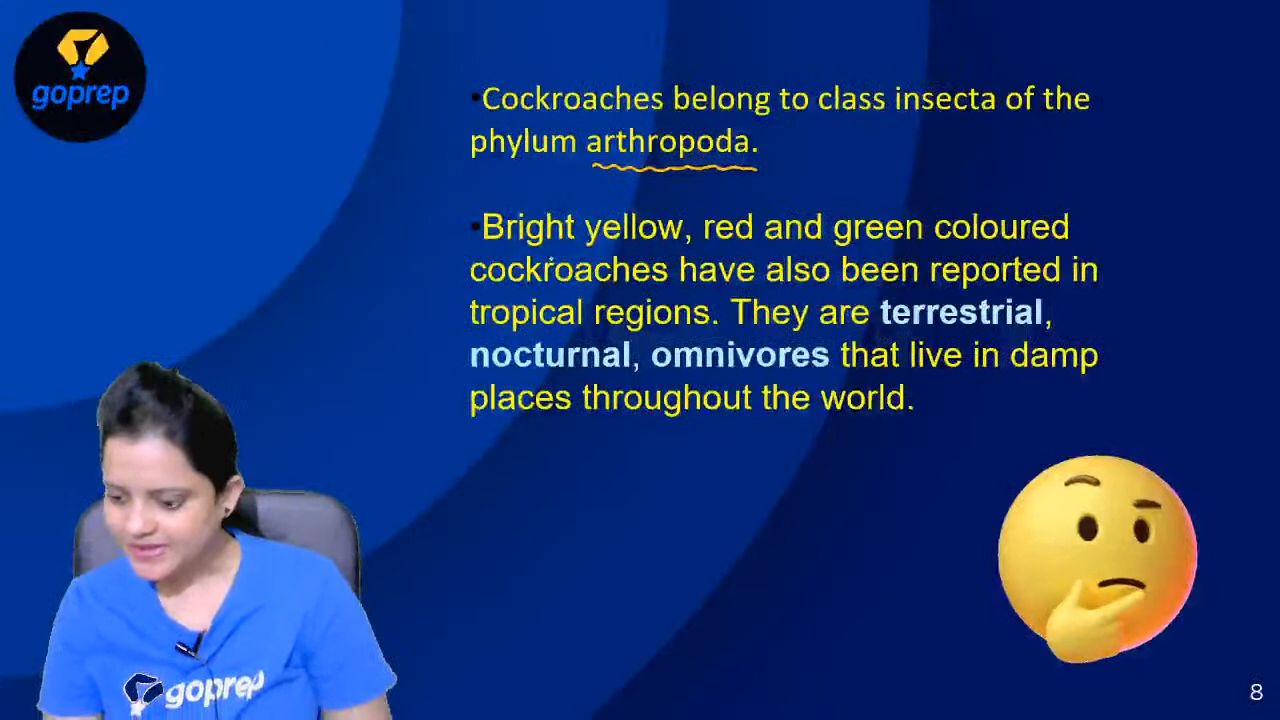 goprep
•Cockroaches belong to class insecta of the
phylum arthropoda.
•Bright yellow, red and green coloured
cockroaches have also been reported in
tropical regions. They are terrestrial,
nocturnal, omnivores that live in damp
places throughout the world.
goprep
8